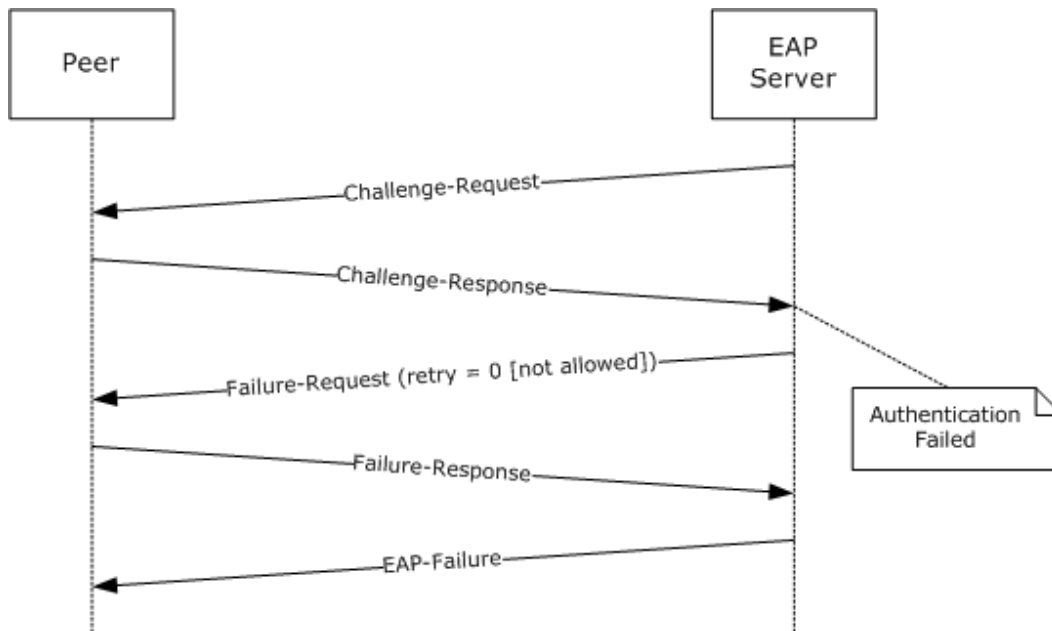 Peer
EAP
Server
Challenge-Request
Challenge-Response
Failure-Request (retry = 0 [not allowed])
Authentication
Failed
Failure-Response
EAP-Failure